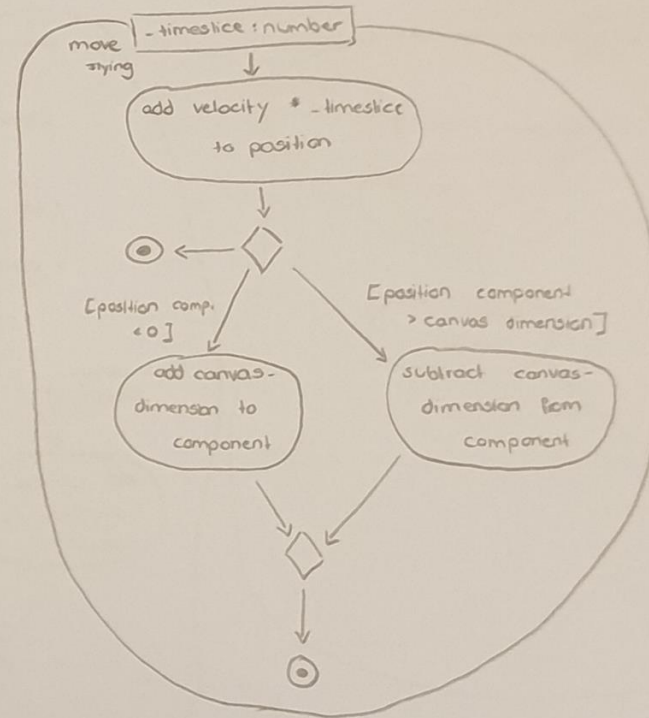 _timeslice : number
move
flying
add velocity * _timeslice
to position
[position comp.
< 0]
[position component
> canvas dimension]
add canvas-
dimension to
component
subtract canvas-
dimension from
component